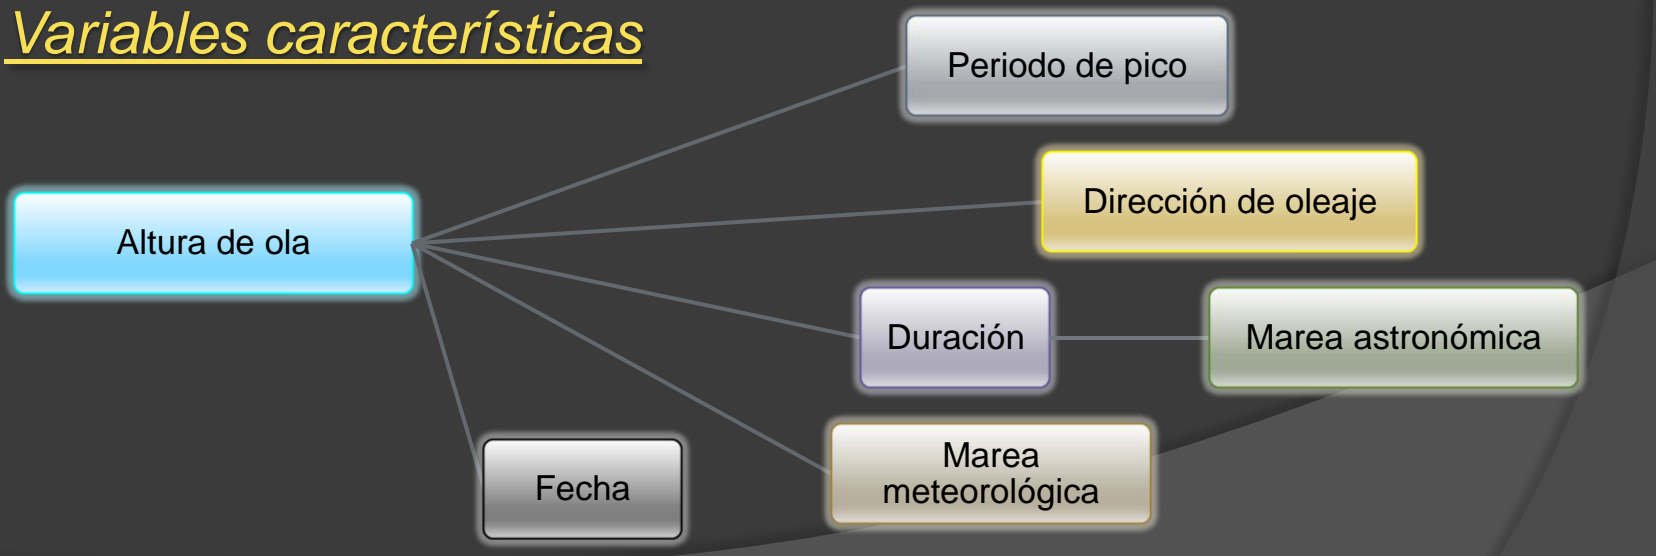 Variables características
Periodo de pico
Dirección de oleaje
Altura de ola
Duración
Marea astronómica
Marea
meteorológica
Fecha